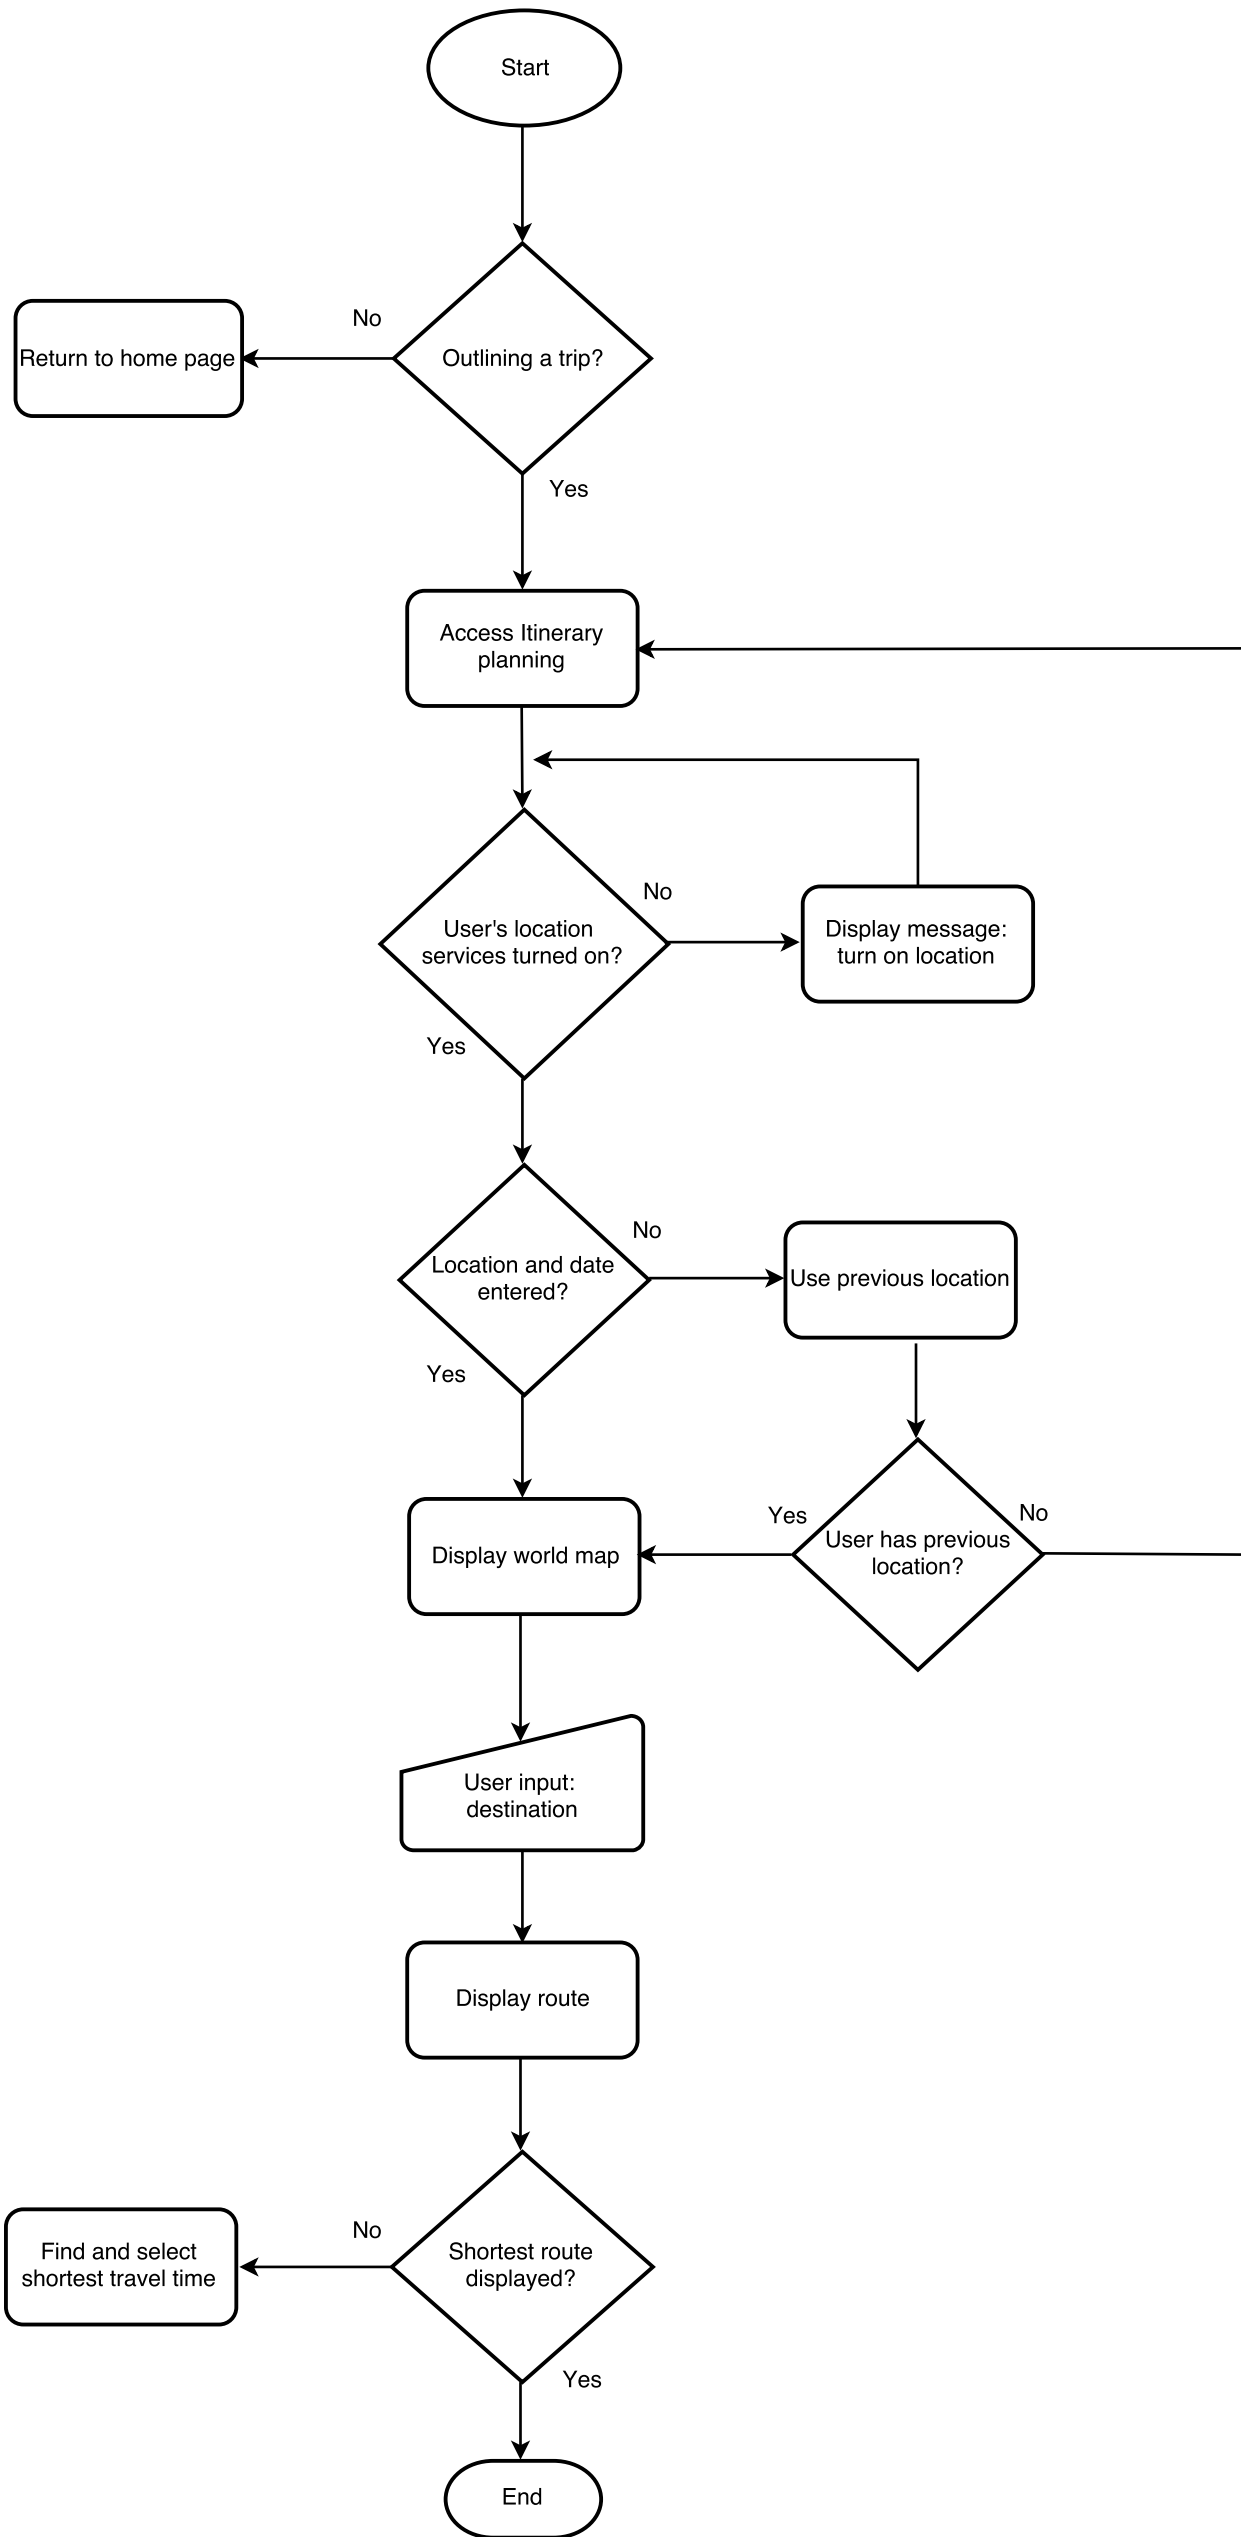 Start
No
Return to home page
Outlining a trip?
Yes
Access Itinerary
planning
No
User's location
services turned on?
Display message:
turn on location
Yes
No
Location and date
entered?
Use previous location
Yes
Yes
No
Display world map
User has previous
location?
User input:
destination
Display route
No
Find and select
shortest travel time
Shortest route
displayed?
Yes
End